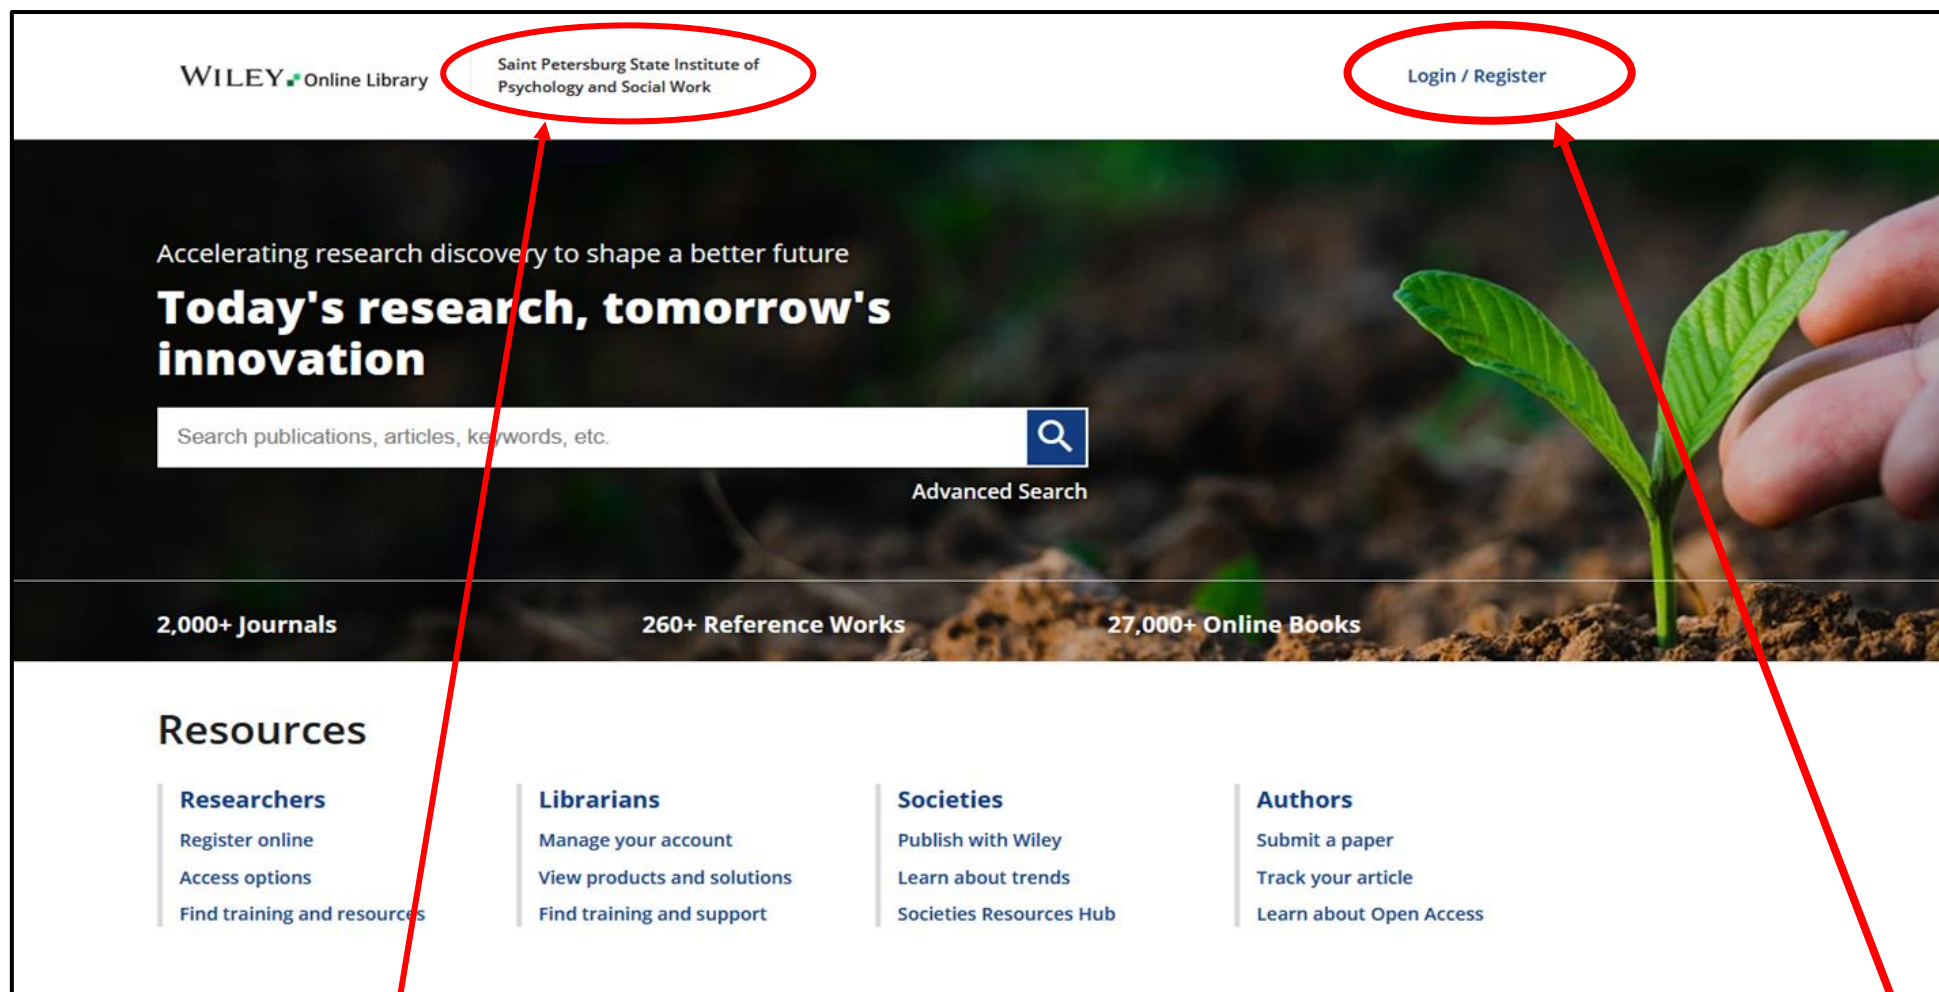 WILEY Online Library
Saint Petersburg State Institute of
Psychology and Social Work
Login / Register
Accelerating research discovery to shape a better future
Today's research, tomorrow's
innovation
Search publications, articles, keywords, etc.
Advanced Search
2,000+ Journals
260+ Reference Works
27,000+ Online Books
Resources
Researchers
Register online
Access options
Find training and resources
Librarians
Manage your account
View products and solutions
Find training and support
Societies
Publish with Wiley
Learn about trends
Societies Resources Hub
Authors
Submit a paper
Track your article
Learn about Open Access